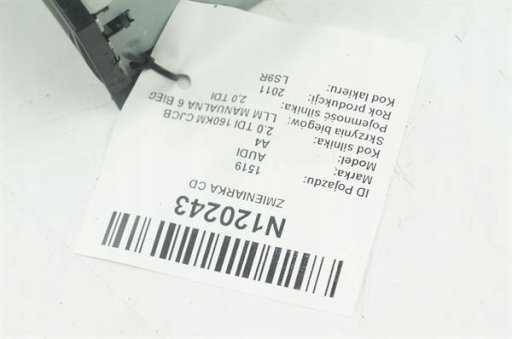 N120243
ZMIENIARKA CD
ID Pojazdu: 1519
Marka: AUDI
Model: A4
Kod silnika: 2.0 TDI 160KM CJCB
Skrzynia biegów: LLM MANUALNA 6 BIEG
Pojemność silnika: 2.0 TDI
Rok produkcji: 2011
Kod lakieru: LS9R